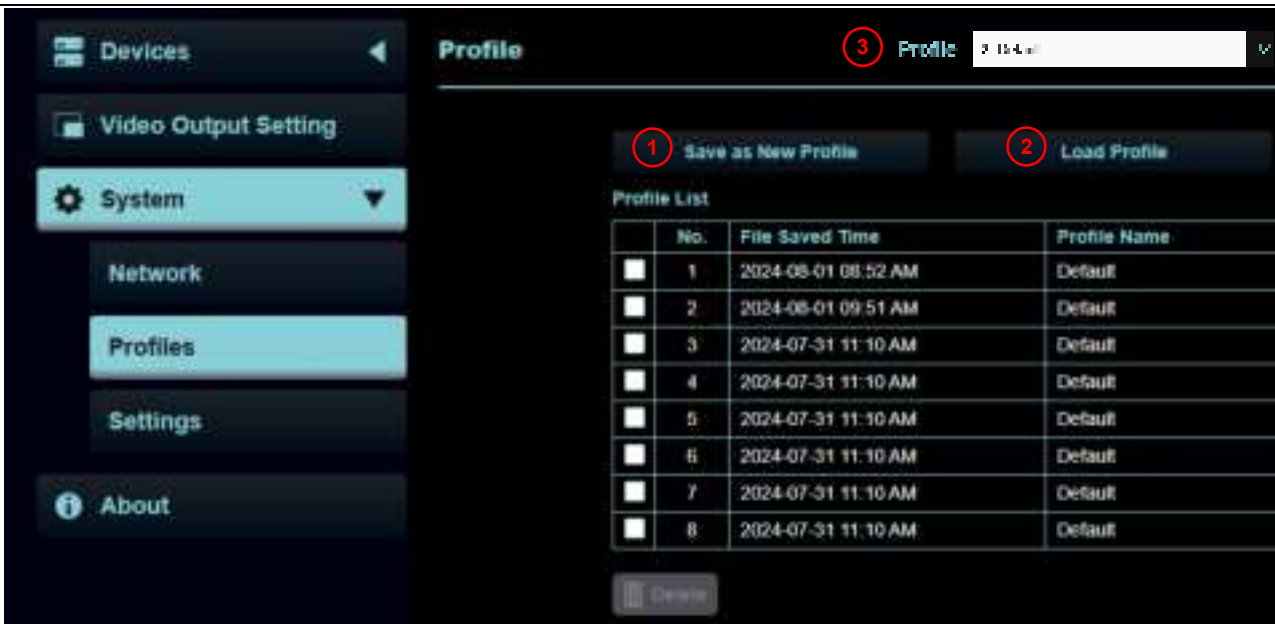 Devices
Profile
3 Profile
Video Output Setting
1 Save as New Profile
2 Load Profile
System
Profile List
No. File Saved Time Profile Name
Network
1 2024-08-01 08:52 AM Default
2 2024-08-01 09:51 AM Default
Profiles
3 2024-07-31 11:10 AM Default
4 2024-07-31 11:10 AM Default
Settings
5 2024-07-31 11:10 AM Default
6 2024-07-31 11:10 AM Default
About
7 2024-07-31 11:10 AM Default
8 2024-07-31 11:10 AM Default
Delete